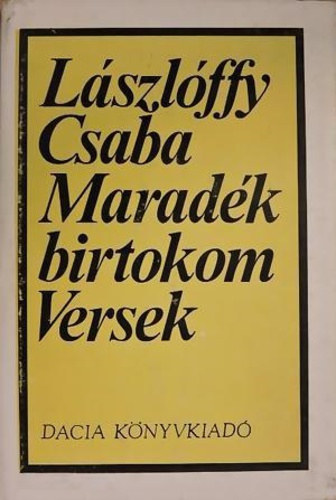 Lászlóffy
Csaba
Maradék
birtokom
Versek
DACIA KÖNYVKIADÓ